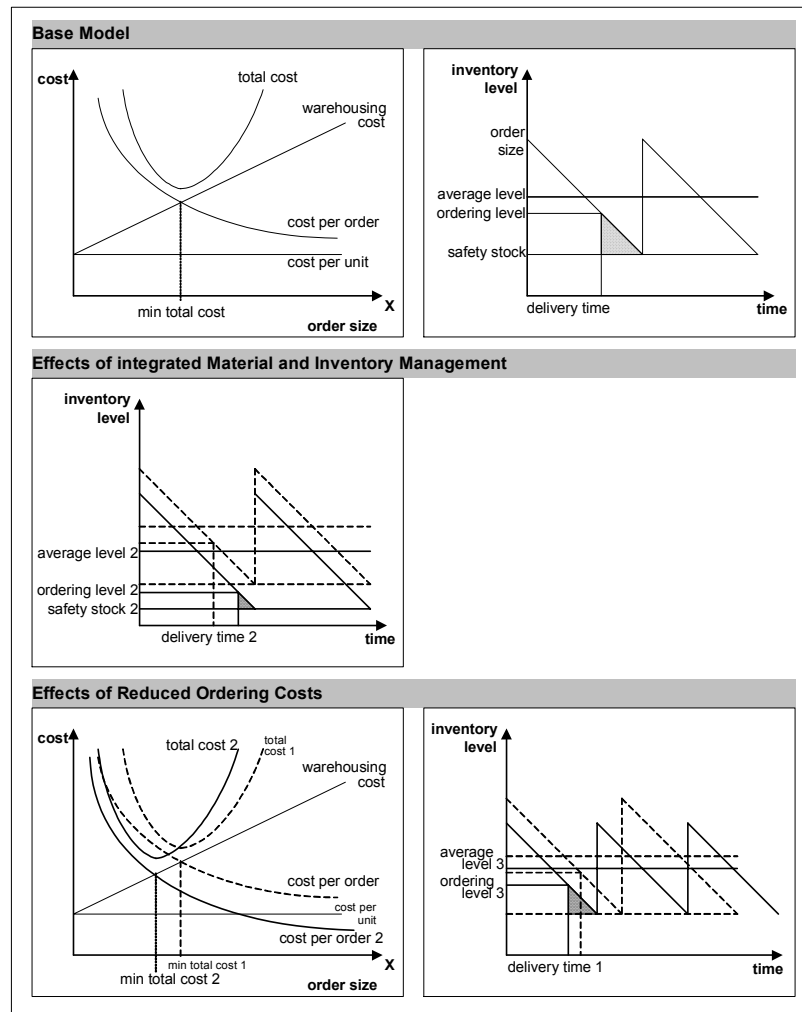 Base Model
cost
total cost
warehousing
cost
cost per order
cost per unit
min total cost
X
order size
inventory
level
order
size
average level
ordering level
safety stock
delivery time
time
Effects of integrated Material and Inventory Management
inventory
level
average level 2
ordering level 2
safety stock 2
delivery time 2
time
Effects of Reduced Ordering Costs
cost
total cost 2
total
cost 1
warehousing
cost
cost per order
cost per
unit
cost per order 2
min total cost 1
min total cost 2
X
order size
inventory
level
average
level 3
ordering
level 3
delivery time 1
time